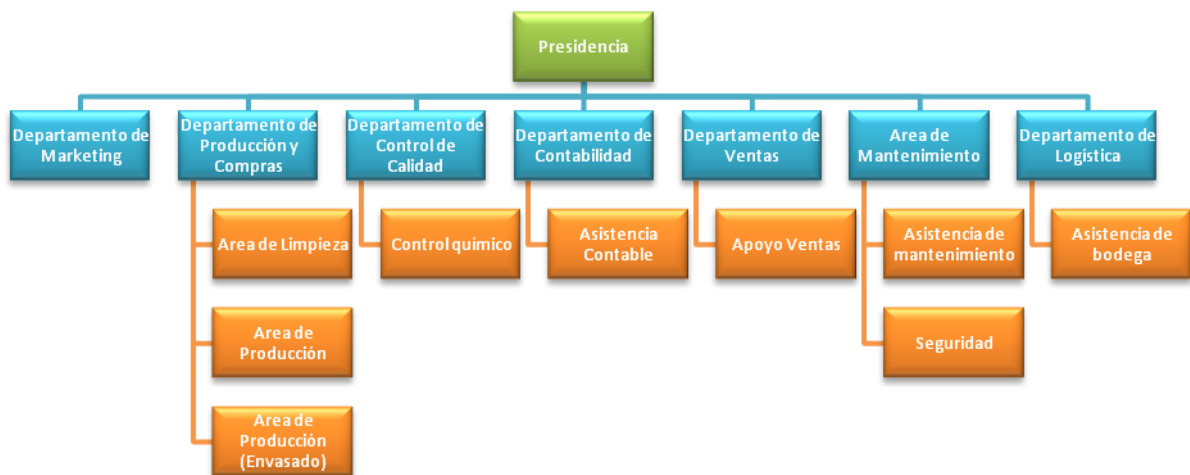 Presidencia
Departamento de
Marketing
Departamento de
Producción y
Compras
Departamento de
Control de
Calidad
Departamento de
Contabilidad
Departamento de
Ventas
Area de
Mantenimiento
Departamento de
Logistica
Area de Limpieza
Control químico
Asistencia
Contable
Apoyo Ventas
Asistencia de
mantenimiento
Asistencia de
bodega
Area de
Producción
Seguridad
Area de
Producción
(Envasado)